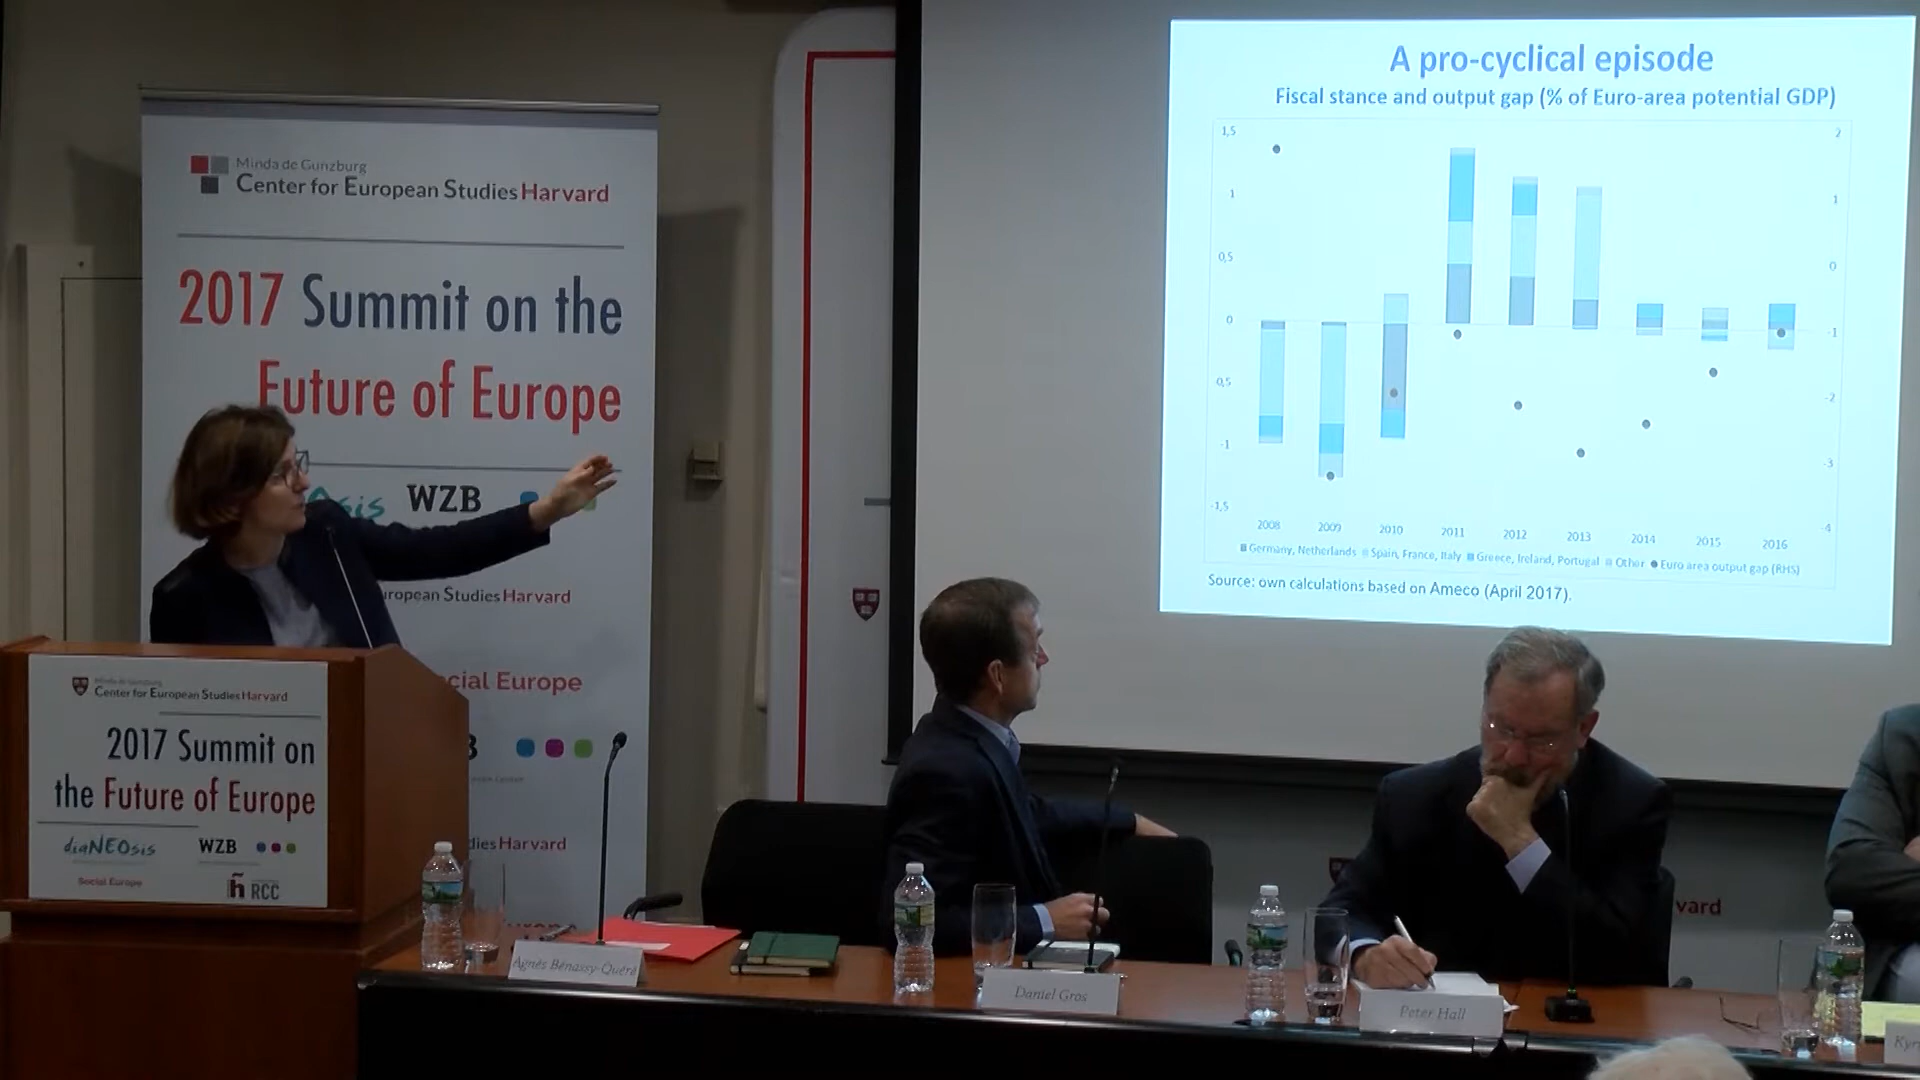 Minda de Gunzburg
Center for European Studies Harvard
2017 Summit on the
Future of Europe
WZB
European Studies Harvard
cial Europe
dies Harvard
Center for European Studies Harvard
2017 Summit on
the Future of Europe
diaNEOsis
WZB
Social Europe
RCC
A pro-cyclical episode
Fiscal stance and output gap (% of Euro-area potential GDP)
1,5
1
0,5
0
0,5
-1
-1,5
2
1
0
-1
-2
-3
-4
2008 2009 2010 2011 2012 2013 2014 2015 2016
Germany, Netherlands Spain, France, Italy Greece, Ireland, Portugal Other Euro area output gap (RHS)
Source: own calculations based on Ameco (April 2017).
vard
Agnès Bénassy-Quéré
Daniel Gros
Peter Hall
Kyr